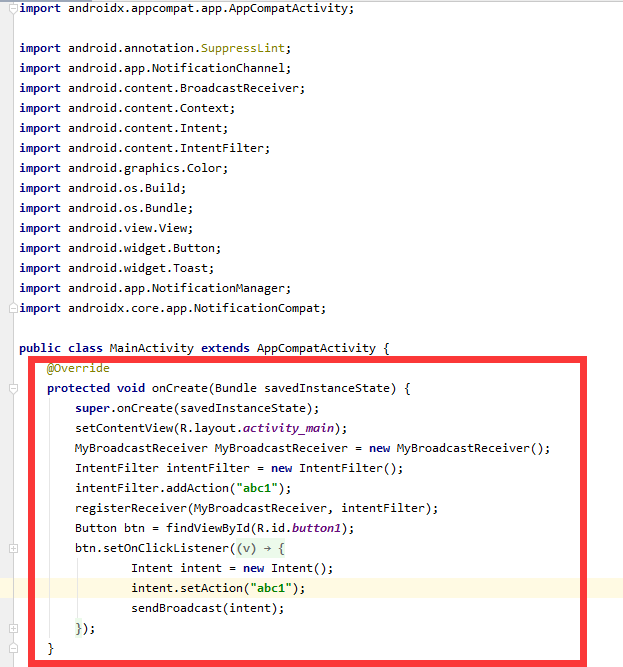 import androidx.appcompat.app.AppCompatActivity;
import android.annotation.SuppressLint;
import android.app.NotificationChannel;
import android.content.BroadcastReceiver;
import android.content.Context;
import android.content.Intent;
import android.content.IntentFilter;
import android.graphics.Color;
import android.os.Build;
import android.os.Bundle;
import android.view.View;
import android.widget.Button;
import android.widget.Toast;
import android.app.NotificationManager;
import androidx.core.app.NotificationCompat;
public class MainActivity extends AppCompatActivity {
@Override
protected void onCreate(Bundle savedInstanceState) {
super.onCreate(savedInstanceState);
setContentView(R.layout.activity_main);
MyBroadcastReceiver MyBroadcastReceiver = new MyBroadcastReceiver();
IntentFilter intentFilter = new IntentFilter();
intentFilter.addAction("abc1");
registerReceiver(MyBroadcastReceiver, intentFilter);
Button btn = findViewById(R.id.button1);
btn.setOnClickListener((v) → {
Intent intent = new Intent();
intent.setAction("abc1");
sendBroadcast(intent);
});
}